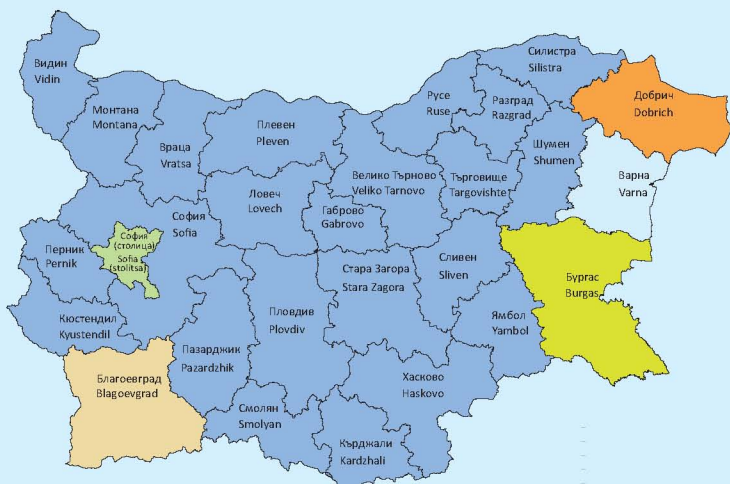 Видин
Vidin
Монтана
Montana
Враца
Vratsa
Плевен
Pleven
Русе
Ruse
Силистра
Silistra
Разград
Razgrad
Добрич
Dobrich
Шумен
Shumen
Варна
Varna
Велико Търново
Veliko Tarnovo
Търговище
Targovishte
Ловеч
Lovech
Габрово
Gabrovo
София
Sofia
София
(столица)
Sofia
(stolitsa)
Перник
Pernik
Стара Загора
Stara Zagora
Сливен
Sliven
Бургас
Burgas
Кюстендил
Kyustendil
Пловдив
Plovdiv
Ямбол
Yambol
Пазарджик
Pazardzhik
Благоевград
Blagoevgrad
Хасково
Haskovo
Смолян
Smolyan
Кърджали
Kardzhali